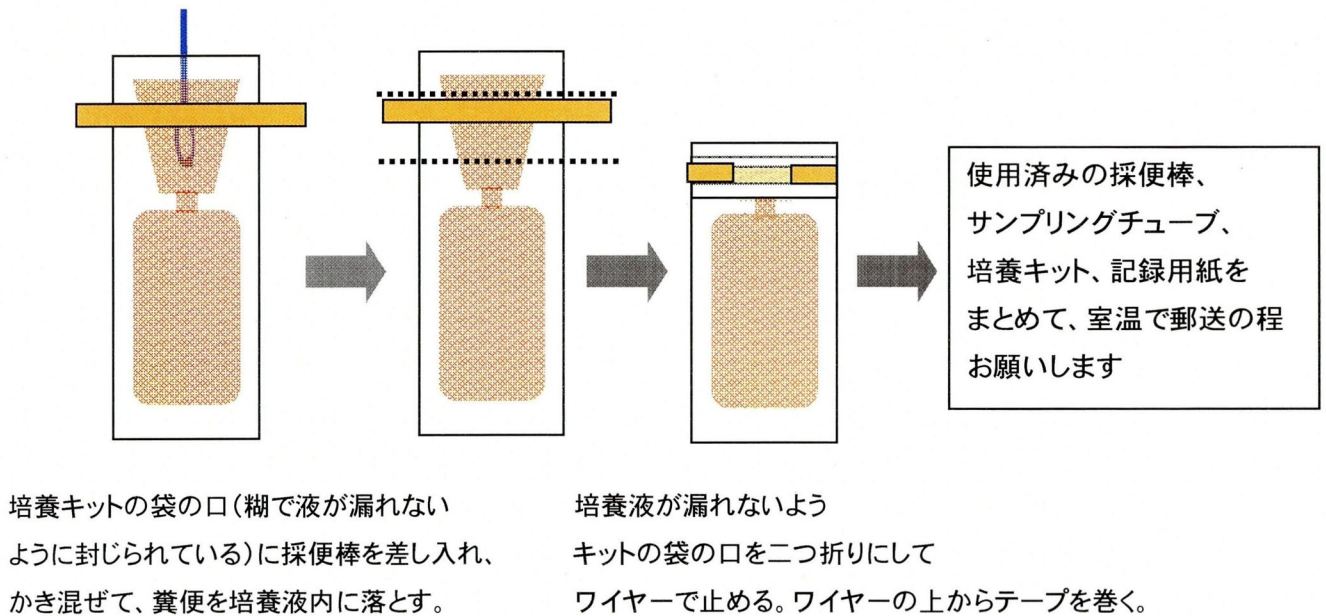 使用済みの採便棒、
サンプリングチューブ、
培養キット、記録用紙を
まとめて、室温で郵送の程
お願いします
培養キットの袋の口(糊で液が漏れない
ように封じられている)に採便棒を差し入れ、
かき混ぜて、糞便を培養液内に落とす。
培養液が漏れないよう
キットの袋の口を二つ折りにして
ワイヤーで止める。ワイヤーの上からテープを巻く。